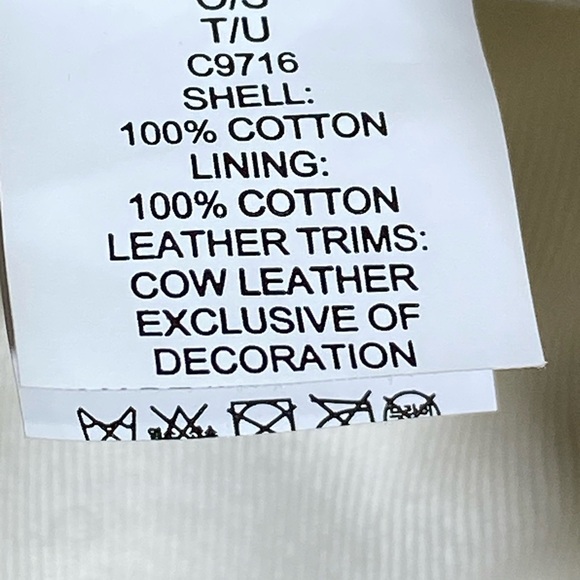 T/U
C9716
SHELL:
100% COTTON
LINING:
100% COTTON
LEATHER TRIMS:
COW LEATHER
EXCLUSIVE OF
DECORATION